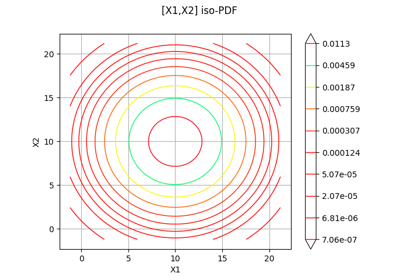 [X1,X2] iso-PDF
X2
20
15
10
5
0
0 5 10 15 20
X1
0.0113
0.00459
0.00187
0.000759
0.000307
0.000124
5.07e-05
2.07e-05
6.81e-06
7.06e-07